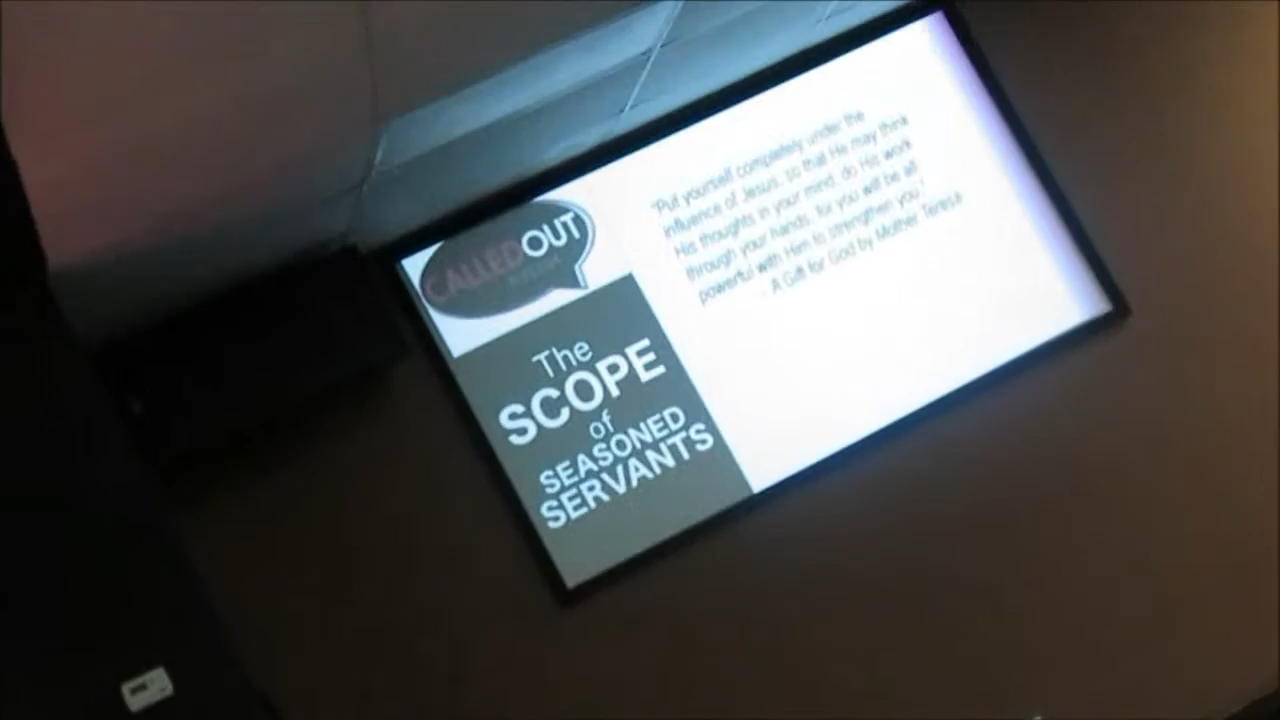 CALLEDOUT
The
SCOPE
of
SEASONED
SERVANTS
"Put yourself completely under the
influence of Jesus, so that He may think
His thoughts in your mind, do His work
through your hands, for you will be all
powerful with Him to strengthen you."
- A Gift for God by Mother Teresa